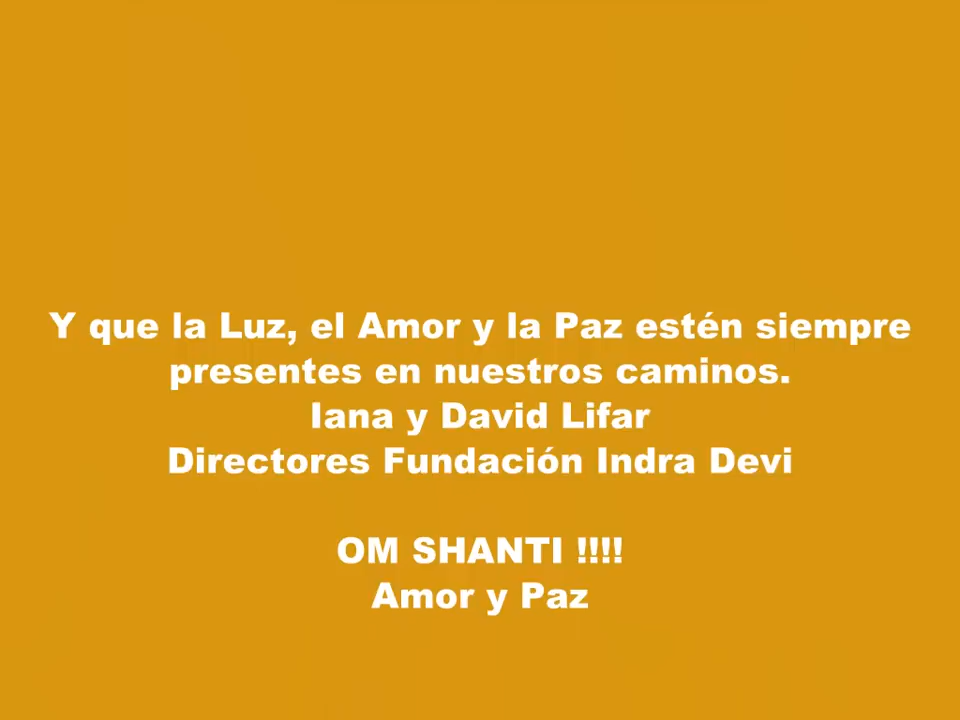 Y que la Luz, el Amor y la Paz estén siempre
presentes en nuestros caminos.
Iana y David Lifar
Directores Fundación Indra Devi
OM SHANTI !!!!
Amor y Paz